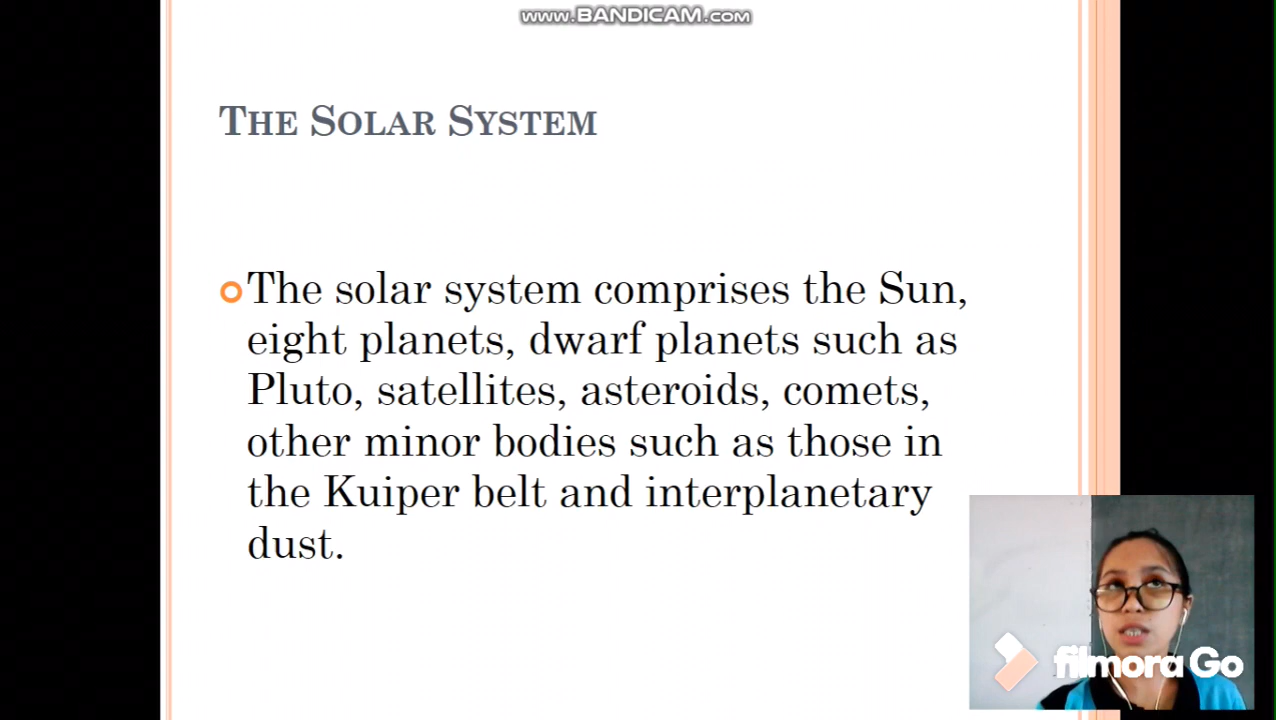 www.BANDICAM.com
THE SOLAR SYSTEM
The solar system comprises the Sun,
eight planets, dwarf planets such as
Pluto, satellites, asteroids, comets,
other minor bodies such as those in
the Kuiper belt and interplanetary
dust.
filmora Go